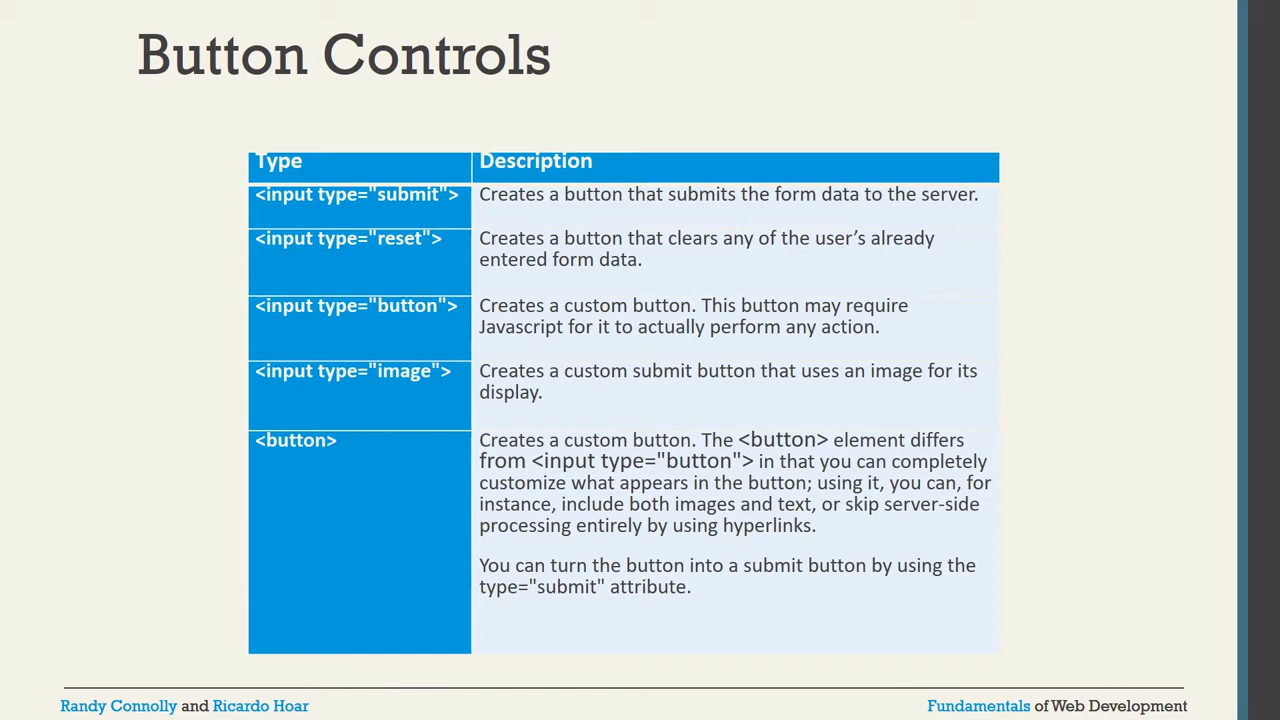 Button Controls
Type Description
<input type="submit"> Creates a button that submits the form data to the server.
<input type="reset"> Creates a button that clears any of the user’s already
entered form data.
<input type="button"> Creates a custom button. This button may require
Javascript for it to actually perform any action.
<input type="image"> Creates a custom submit button that uses an image for its
display.
<button> Creates a custom button. The <button> element differs
from <input type="button"> in that you can completely
customize what appears in the button; using it, you can, for
instance, include both images and text, or skip server-side
processing entirely by using hyperlinks.
You can turn the button into a submit button by using the
type="submit" attribute.
Randy Connolly and Ricardo Hoar Fundamentals of Web Development